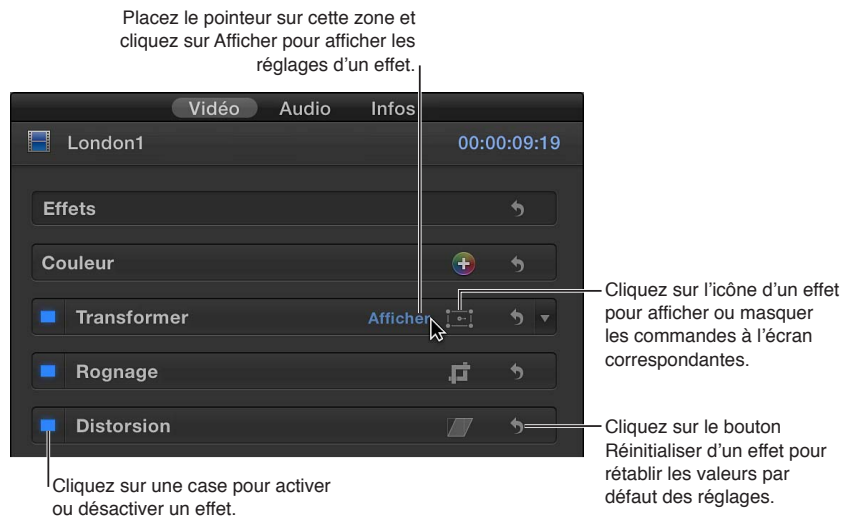 Placez le pointeur sur cette zone et
cliquez sur Afficher pour afficher les
réglages d'un effet.
Vidéo Audio Infos
London1 00:00:09:19
Effets
Couleur
Transformer Afficher
Rognage
Distorsion
Cliquez sur l'icône d'un effet
pour afficher ou masquer
les commandes à l'écran
correspondantes.
Cliquez sur le bouton
Réinitialiser d'un effet pour
rétablir les valeurs par
défaut des réglages.
Cliquez sur une case pour activer
ou désactiver un effet.